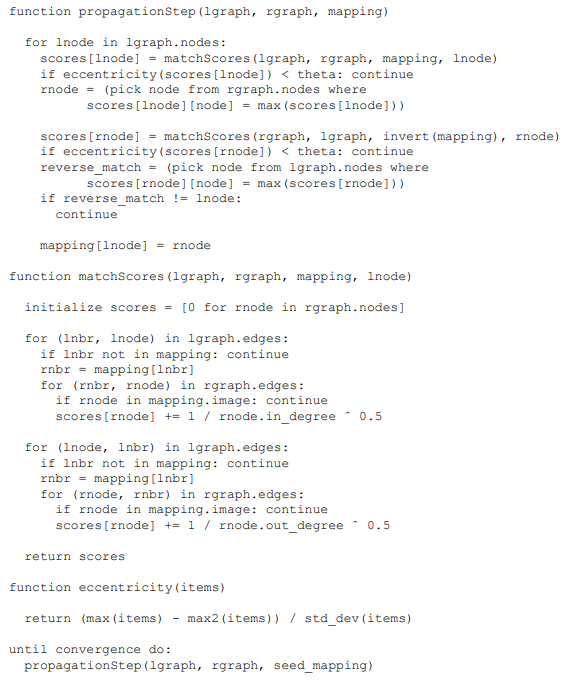 function propagationStep(lgraph, rgraph, mapping)
for lnode in lgraph.nodes:
scores[lnode] = matchScores(lgraph, rgraph, mapping, lnode)
if eccentricity(scores[lnode]) < theta: continue
rnode = (pick node from rgraph.nodes where
scores[lnode][node] = max(scores[lnode]))
scores[rnode] = matchScores(rgraph, lgraph, invert(mapping), rnode)
if eccentricity(scores[rnode]) < theta: continue
reverse_match = (pick node from lgraph.nodes where
scores[rnode][node] = max(scores[rnode]))
if reverse_match != lnode:
continue
mapping[lnode] = rnode
function matchScores(lgraph, rgraph, mapping, lnode)
initialize scores = [0 for rnode in rgraph.nodes]
for (lnbr, lnode) in lgraph.edges:
if lnbr not in mapping: continue
rnbr = mapping[lnbr]
for (rnbr, rnode) in rgraph.edges:
if rnode in mapping.image: continue
scores[rnode] += 1 / rnode.in_degree ^ 0.5
for (lnode, lnbr) in lgraph.edges:
if lnbr not in mapping: continue
rnbr = mapping[lnbr]
for (rnode, rnbr) in rgraph.edges:
if rnode in mapping.image: continue
scores[rnode] += 1 / rnode.out_degree ^ 0.5
return scores
function eccentricity(items)
return (max(items) - max2(items)) / std_dev(items)
until convergence do:
propagationStep(lgraph, rgraph, seed_mapping)